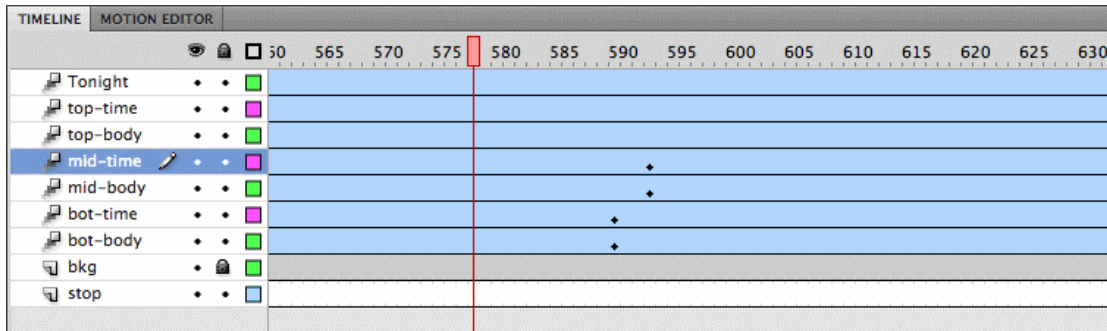 TIMELINE MOTION EDITOR
565 570 575 580 585 590 595 600 605 610 615 620 625 630
Tonight
top-time
top-body
mid-time
mid-body
bot-time
bot-body
bkg
stop